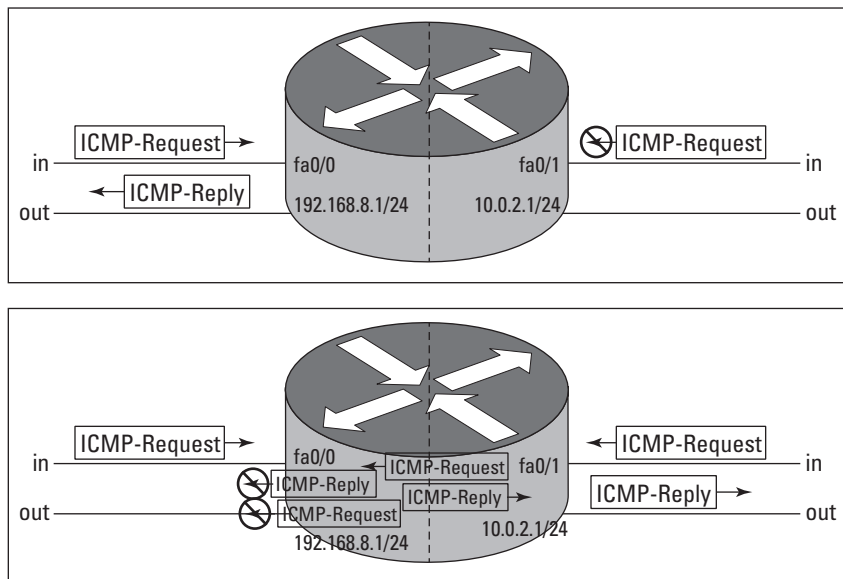 ICMP-Request
ICMP-Request
in
fa0/0
fa0/1
in
ICMP-Reply
192.168.8.1/24
10.0.2.1/24
out
out
ICMP-Request
ICMP-Request
in
fa0/0
ICMP-Request
fa0/1
in
ICMP-Reply
ICMP-Reply
ICMP-Reply
out
ICMP-Request
10.0.2.1/24
out
192.168.8.1/24